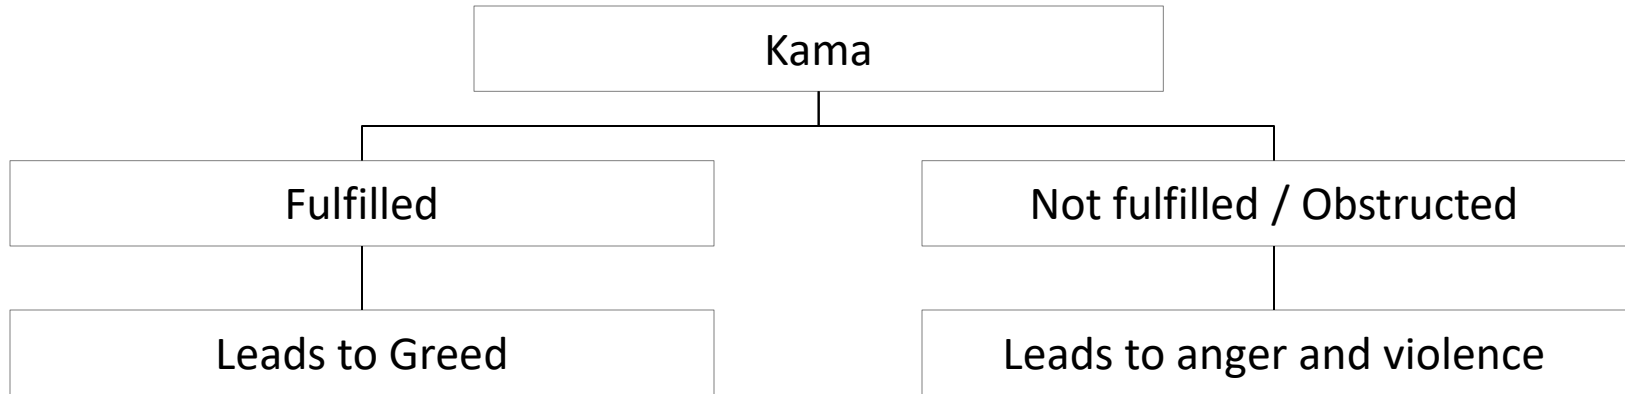 Kama
Fulfilled
Not fulfilled / Obstructed
Leads to Greed
Leads to anger and violence